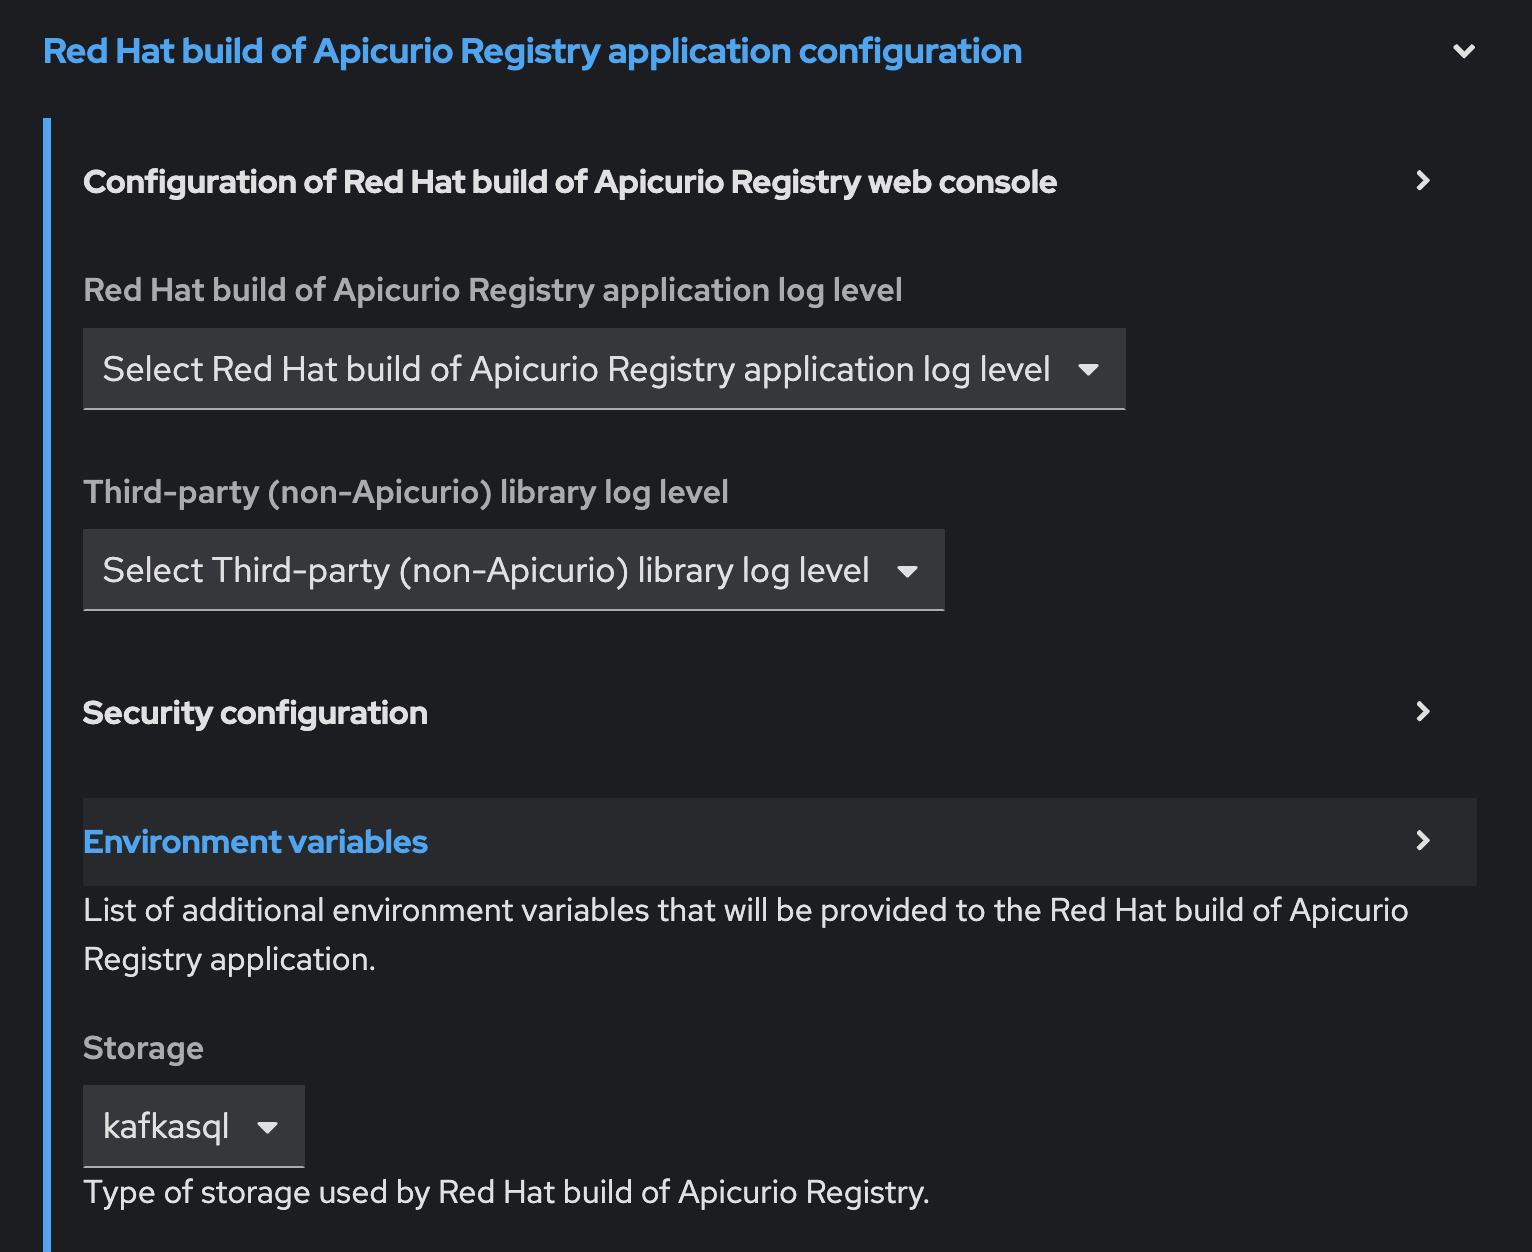 Red Hat build of Apicurio Registry application configuration
Configuration of Red Hat build of Apicurio Registry web console
Red Hat build of Apicurio Registry application log level
Select Red Hat build of Apicurio Registry application log level
Third-party (non-Apicurio) library log level
Select Third-party (non-Apicurio) library log level
Security configuration
Environment variables
List of additional environment variables that will be provided to the Red Hat build of Apicurio
Registry application.
Storage
kafkasql
Type of storage used by Red Hat build of Apicurio Registry.